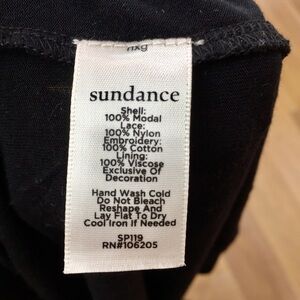 sundance
Shell:
100% Modal
Lace:
100% Nylon
Embroidery:
100% Cotton
Lining:
100% Viscose
Exclusive Of
Decoration
Hand Wash Cold
Do Not Bleach
Reshape And
Lay Flat To Dry
Cool Iron If Needed
SP119
RN#106205